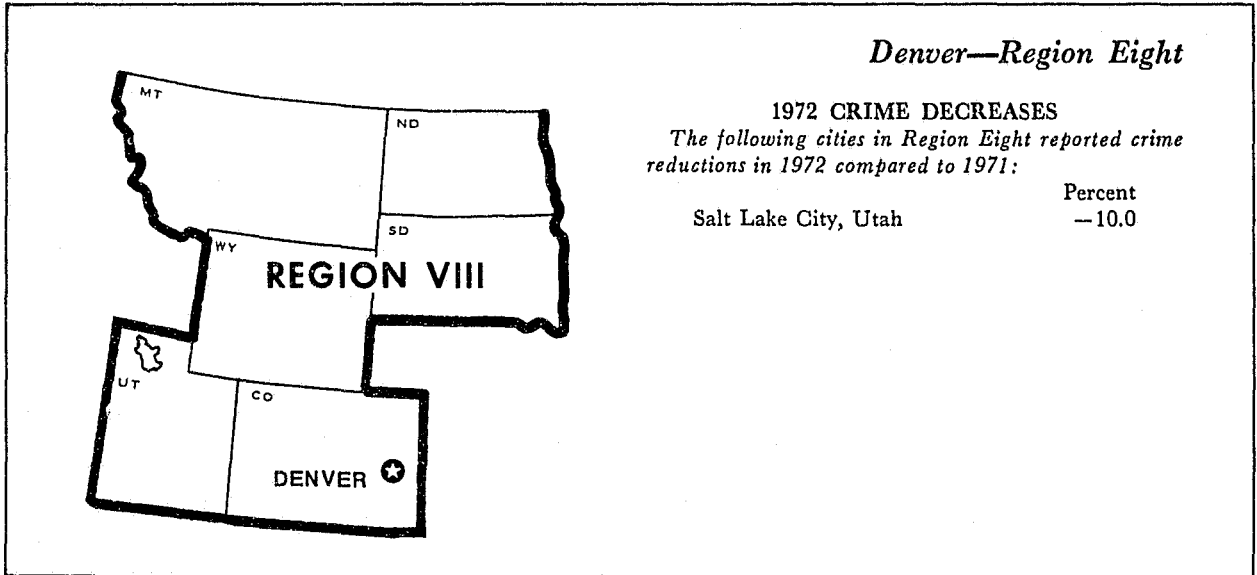 Denver—Region Eight
1972 CRIME DECREASES
The following cities in Region Eight reported crime
reductions in 1972 compared to 1971:
Percent
Salt Lake City, Utah −10.0
MT
ND
SD
WY
REGION VIII
UT
CO
DENVER